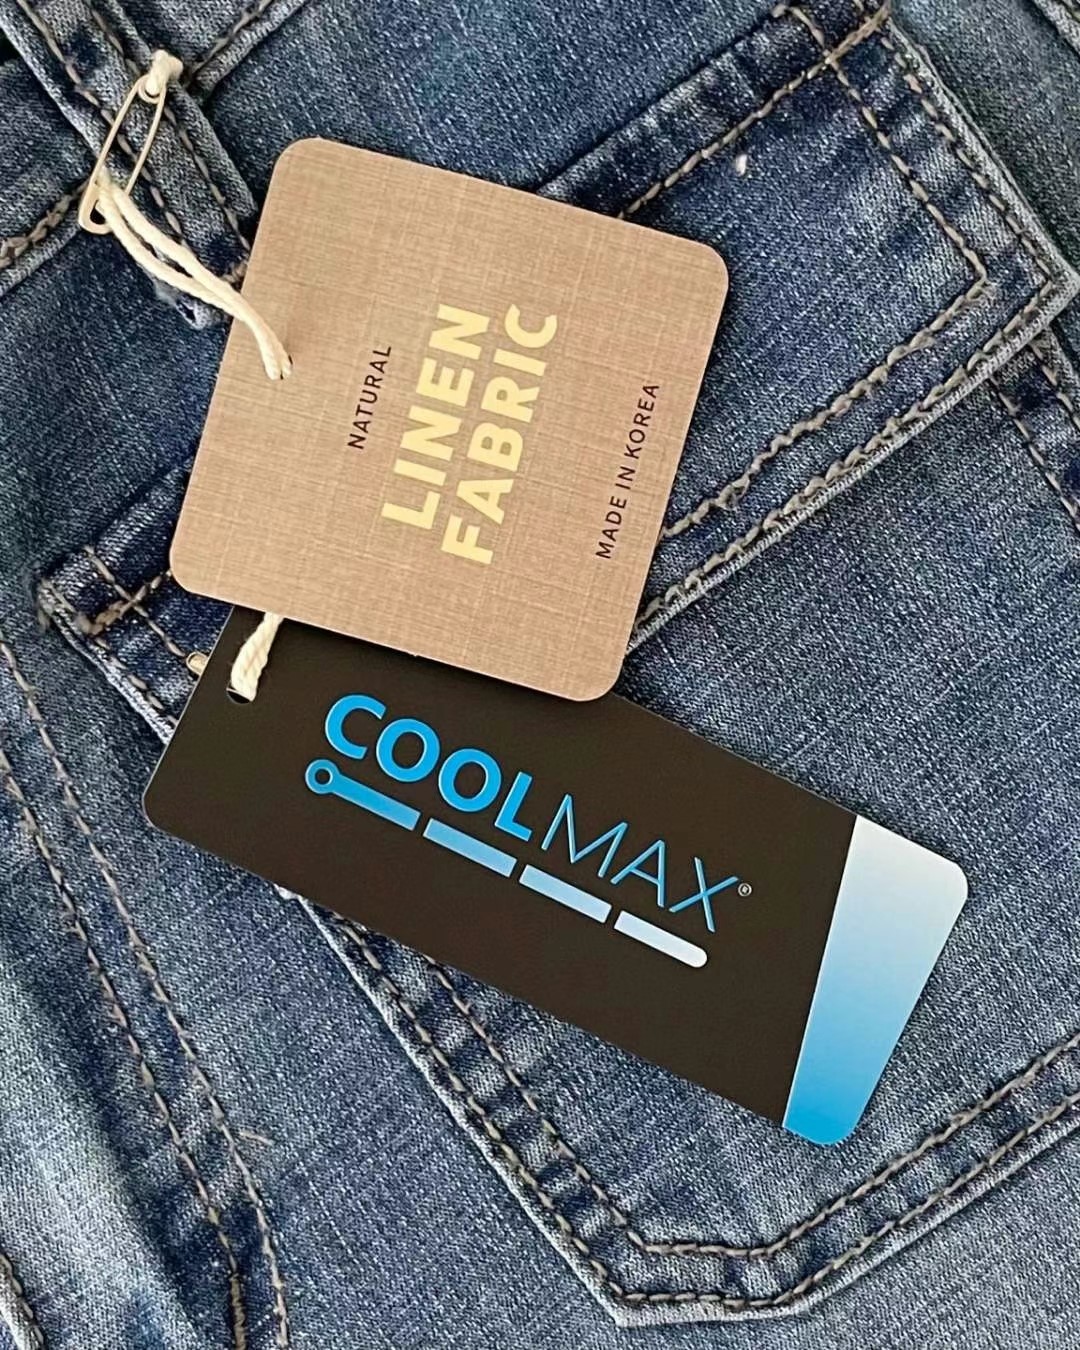 NATURAL
LINEN
FABRIC
MADE IN KOREA
COOLMAX®